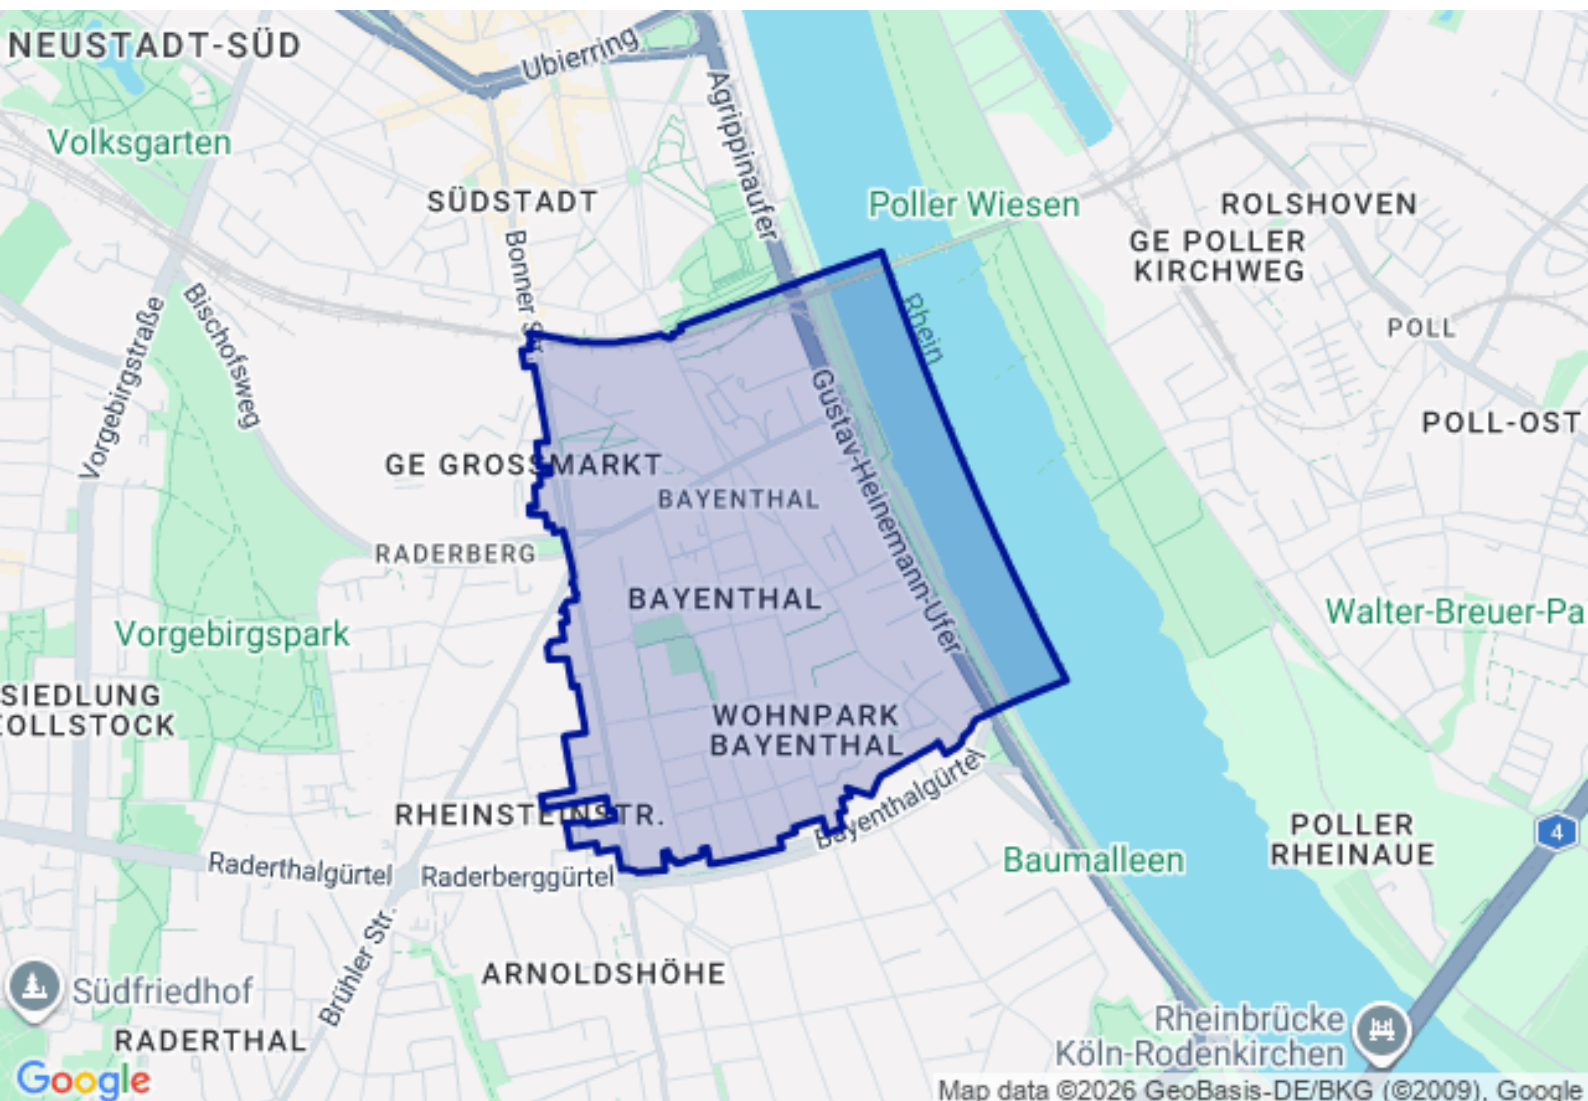 NEUSTADT-SÜD
Ubierring
Agrippinaufer
Volksgarten
SÜDSTADT
Poller Wiesen
ROLSHOVEN
GE POLLER
KIRCHWEG
Bonner Str.
Bischofsweg
Vorgebirgstraße
Rhein
POLL
POLL-OST
Gustav-Heinemann-Ufer
GE GROSSMARKT
BAYENTHAL
RADERBERG
BAYENTHAL
Vorgebirgspark
Walter-Breuer-Pa
SIEDLUNG
ZOLLSTOCK
WOHNPARK
BAYENTHAL
RHEINSTEINSTR.
Bayenthalgürtel
POLLER
RHEINAUE
4
Raderthalgürtel
Raderberggürtel
Baumalleen
Brühler Str.
ARNOLDSHÖHE
Südfriedhof
RADERTHAL
Rheinbrücke
Köln-Rodenkirchen
Google
Map data ©2026 GeoBasis-DE/BKG (©2009), Google